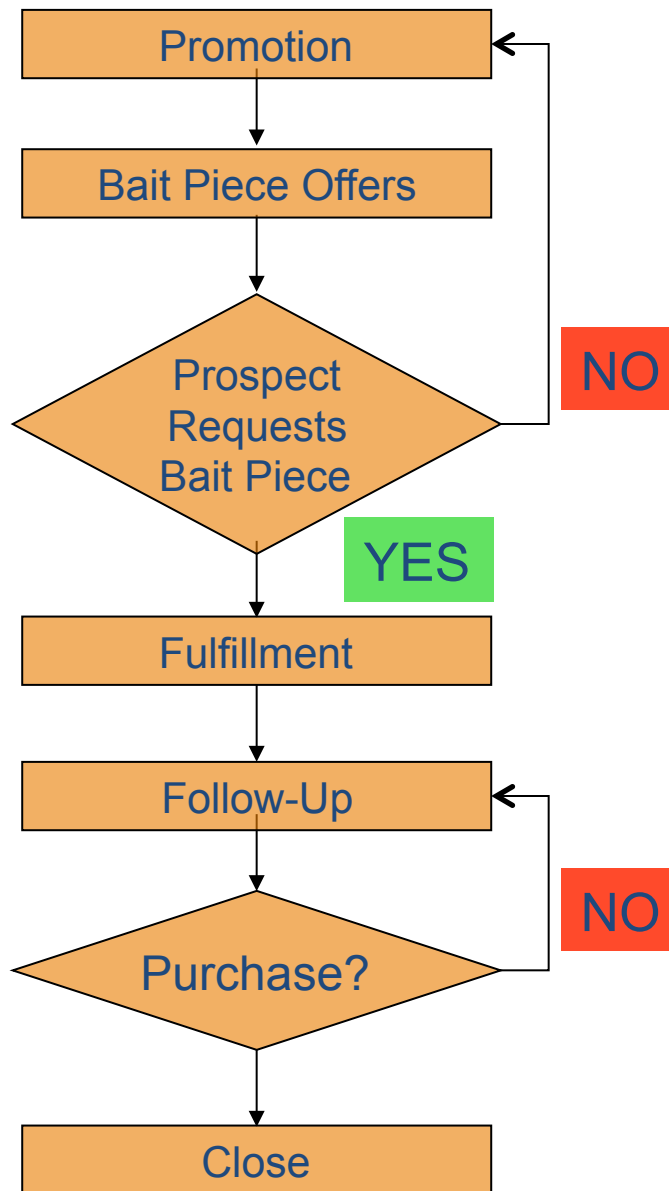 Promotion
Bait Piece Offers
Prospect
Requests
Bait Piece
NO
YES
Fulfillment
Follow-Up
Purchase?
NO
Close